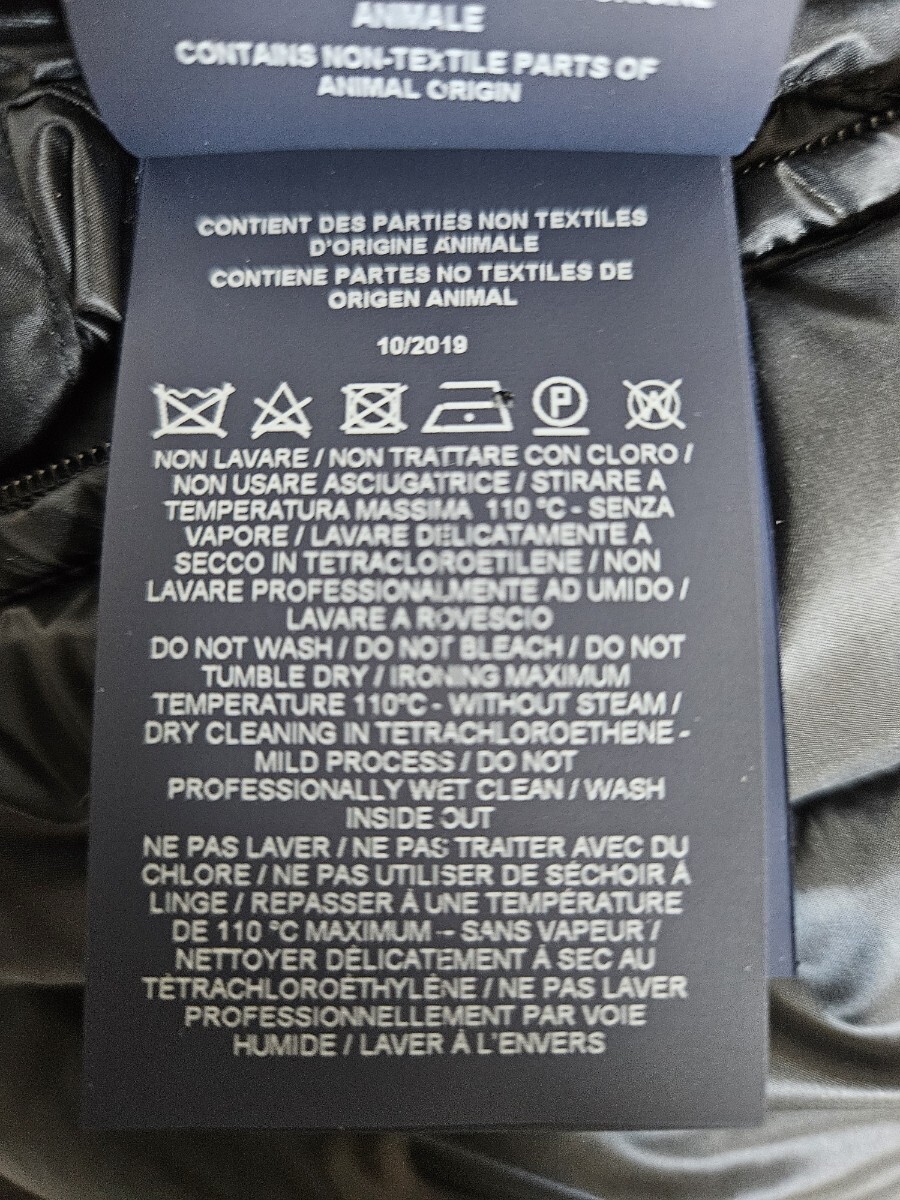 ANIMALE
CONTAINS NON-TEXTILE PARTS OF
ANIMAL ORIGIN
CONTIENT DES PARTIES NON TEXTILES
D'ORIGINE ANIMALE
CONTIENE PARTES NO TEXTILES DE
ORIGEN ANIMAL
10/2019
P W
NON LAVARE / NON TRATTARE CON CLORO /
NON USARE ASCIUGATRICE / STIRARE A
TEMPERATURA MASSIMA 110 °C - SENZA
VAPORE / LAVARE DELICATAMENTE A
SECCO IN TETRACLOROETILENE / NON
LAVARE PROFESSIONALMENTE AD UMIDO /
LAVARE A ROVESCIO
DO NOT WASH / DO NOT BLEACH / DO NOT
TUMBLE DRY / IRONING MAXIMUM
TEMPERATURE 110°C - WITHOUT STEAM /
DRY CLEANING IN TETRACHLOROETHENE -
MILD PROCESS / DO NOT
PROFESSIONALLY WET CLEAN / WASH
INSIDE OUT
NE PAS LAVER / NE PAS TRAITER AVEC DU
CHLORE / NE PAS UTILISER DE SÉCHOIR À
LINGE / REPASSER À UNE TEMPÉRATURE
DE 110 °C MAXIMUM – SANS VAPEUR /
NETTOYER DÉLICATEMENT À SEC AU
TÉTRACHLOROÉTHYLÈNE / NE PAS LAVER
PROFESSIONNELLEMENT PAR VOIE
HUMIDE / LAVER À L'ENVERS